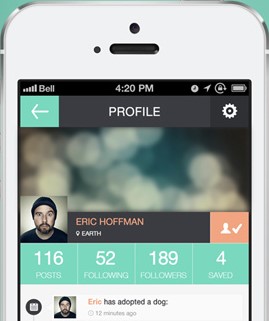 Bell 4:20 PM
PROFILE
ERIC HOFFMAN
EARTH
116 52 189 4
POSTS FOLLOWING FOLLOWERS SAVED
Eric has adopted a dog:
12 minutes ago